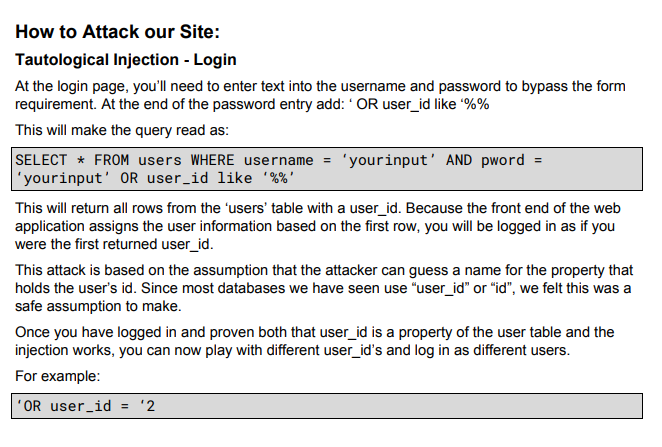 How to Attack our Site:
Tautological Injection - Login
At the login page, you’ll need to enter text into the username and password to bypass the form
requirement. At the end of the password entry add: ‘ OR user_id like ‘%%
This will make the query read as:
SELECT * FROM users WHERE username = ‘yourinput’ AND pword =
‘yourinput’ OR user_id like ‘%%’
This will return all rows from the ‘users’ table with a user_id. Because the front end of the web
application assigns the user information based on the first row, you will be logged in as if you
were the first returned user_id.
This attack is based on the assumption that the attacker can guess a name for the property that
holds the user’s id. Since most databases we have seen use “user_id” or “id”, we felt this was a
safe assumption to make.
Once you have logged in and proven both that user_id is a property of the user table and the
injection works, you can now play with different user_id’s and log in as different users.
For example:
‘OR user_id = ‘2